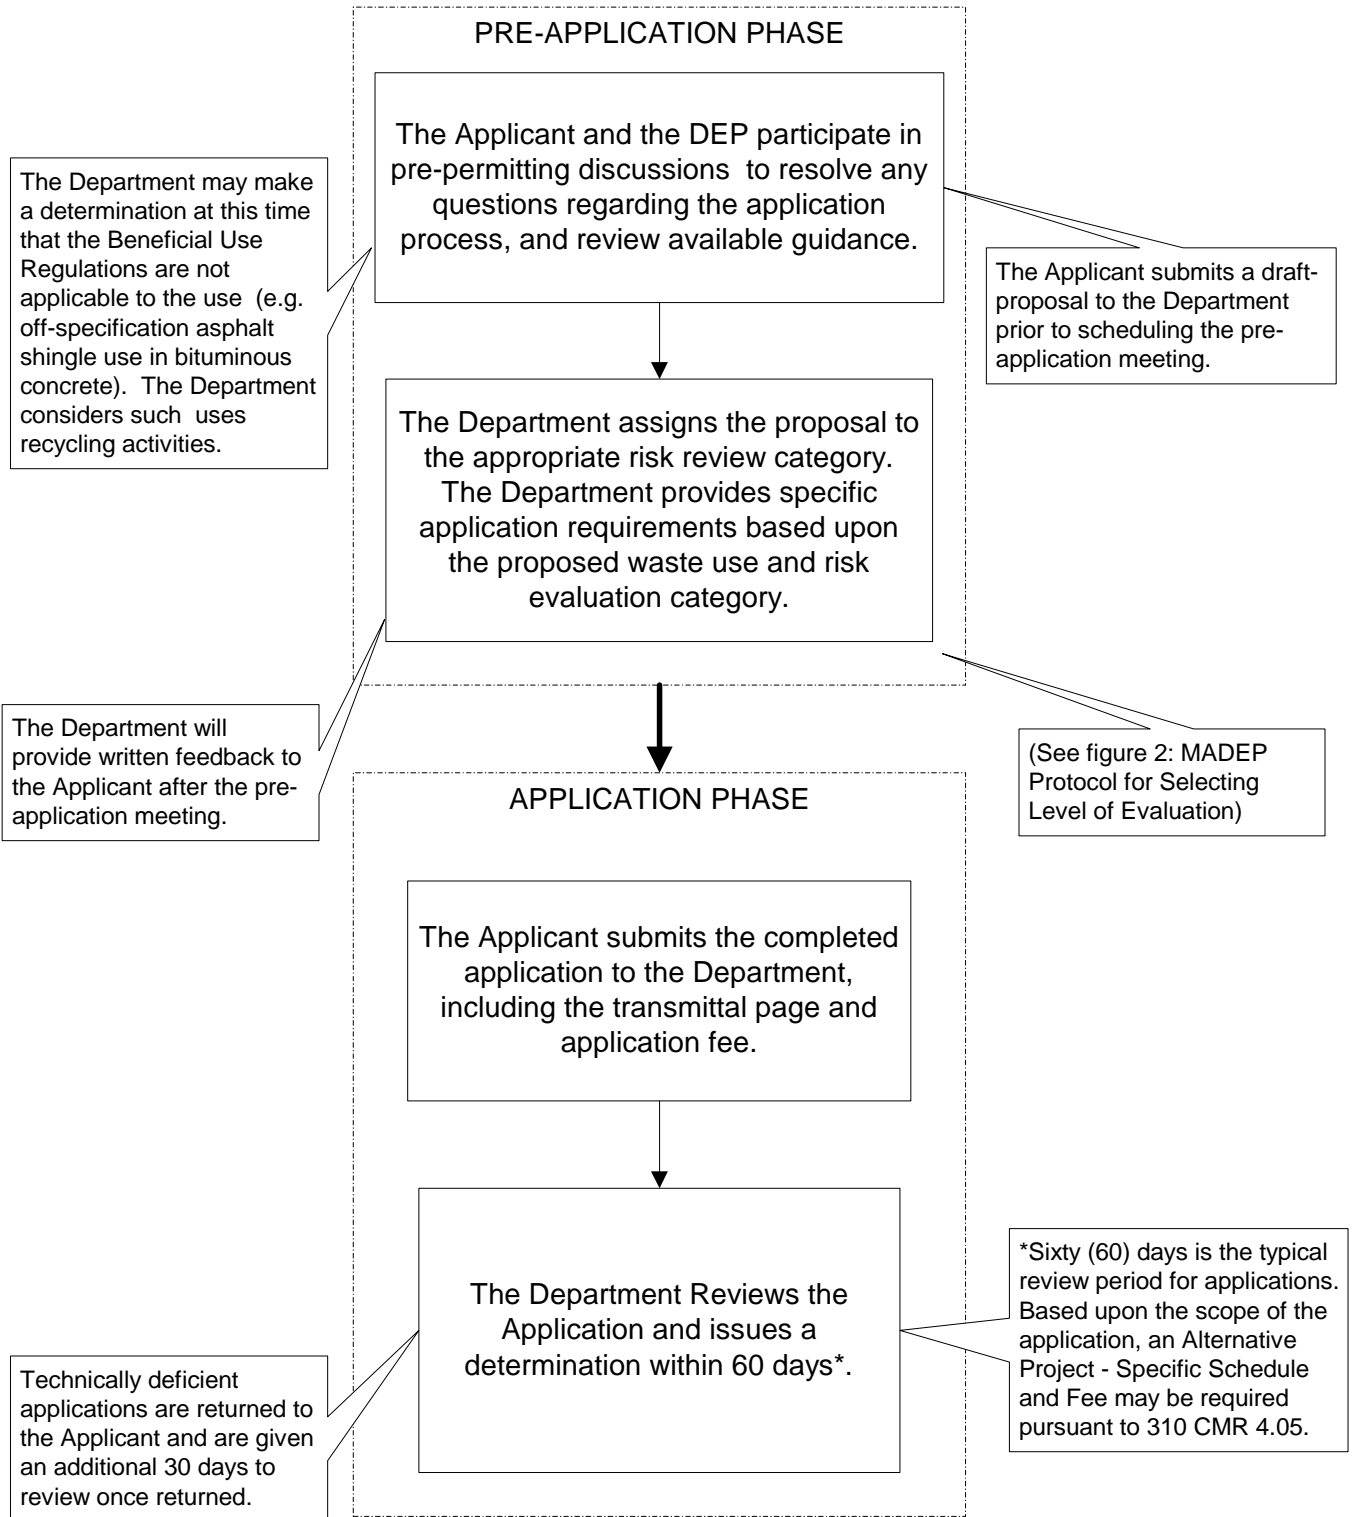 PRE-APPLICATION PHASE
The Applicant and the DEP participate in
pre-permitting discussions  to resolve any
questions regarding the application
process, and review available guidance.
The Department may make
a determination at this time
that the Beneficial Use
Regulations are not
applicable to the use  (e.g.
off-specification asphalt
shingle use in bituminous
concrete).  The Department
considers such  uses
recycling activities.
The Applicant submits a draft-
proposal to the Department
prior to scheduling the pre-
application meeting.
The Department assigns the proposal to
the appropriate risk review category.
The Department provides specific
application requirements based upon
the proposed waste use and risk
evaluation category.
The Department will
provide written feedback to
the Applicant after the pre-
application meeting.
(See figure 2: MADEP
Protocol for Selecting
Level of Evaluation)
APPLICATION PHASE
The Applicant submits the completed
application to the Department,
including the transmittal page and
application fee.
The Department Reviews the
Application and issues a
determination within 60 days*.
*Sixty (60) days is the typical
review period for applications.
Based upon the scope of the
application, an Alternative
Project - Specific Schedule
and Fee may be required
pursuant to 310 CMR 4.05.
Technically deficient
applications are returned to
the Applicant and are given
an additional 30 days to
review once returned.